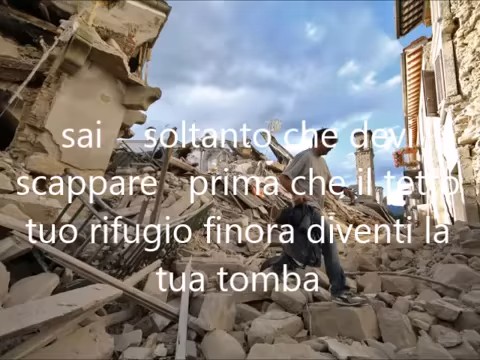 sai - soltanto che devi
scappare prima che il tetto
tuo rifugio finora diventi la
tua tomba